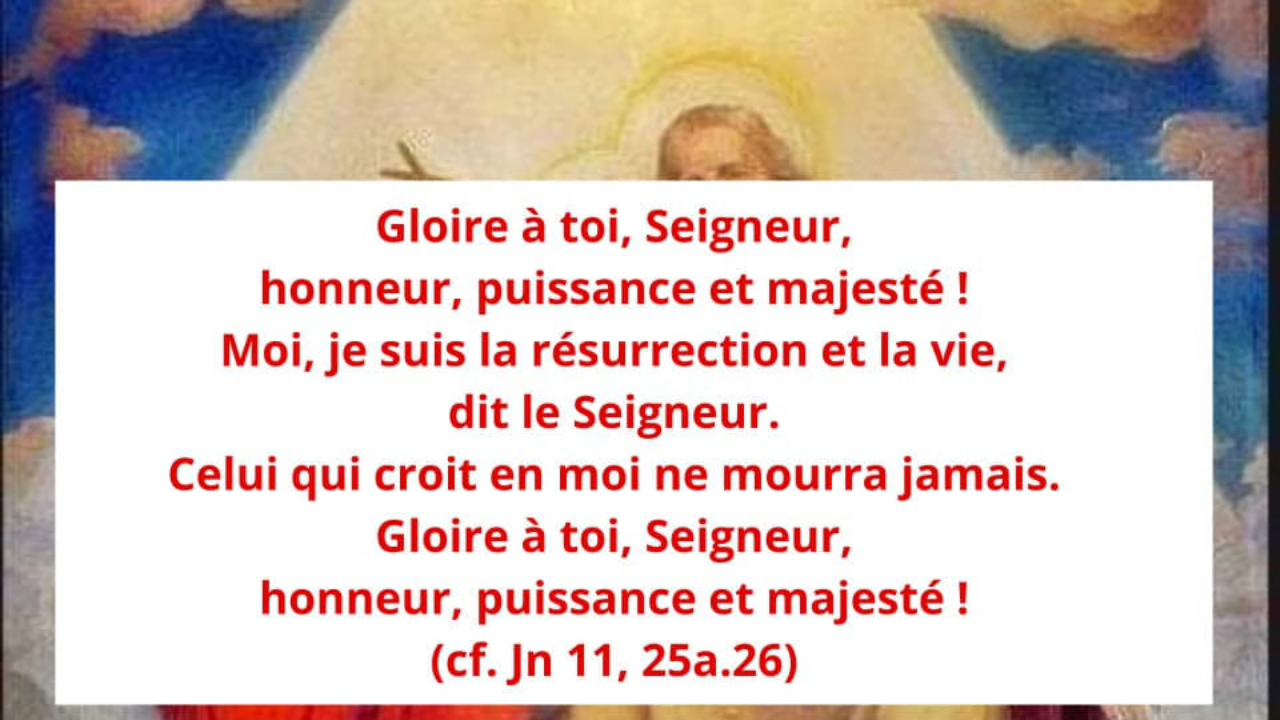 Gloire à toi, Seigneur,
honneur, puissance et majesté !
Moi, je suis la résurrection et la vie,
dit le Seigneur.
Celui qui croit en moi ne mourra jamais.
Gloire à toi, Seigneur,
honneur, puissance et majesté !
(cf. Jn 11, 25a.26)